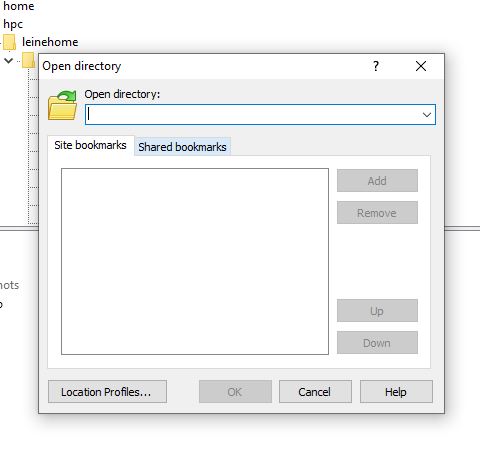 home
hpc
leinehome
Open directory
?
Open directory:
Site bookmarks
Shared bookmarks
Add
Remove
Up
Down
Location Profiles...
OK
Cancel
Help